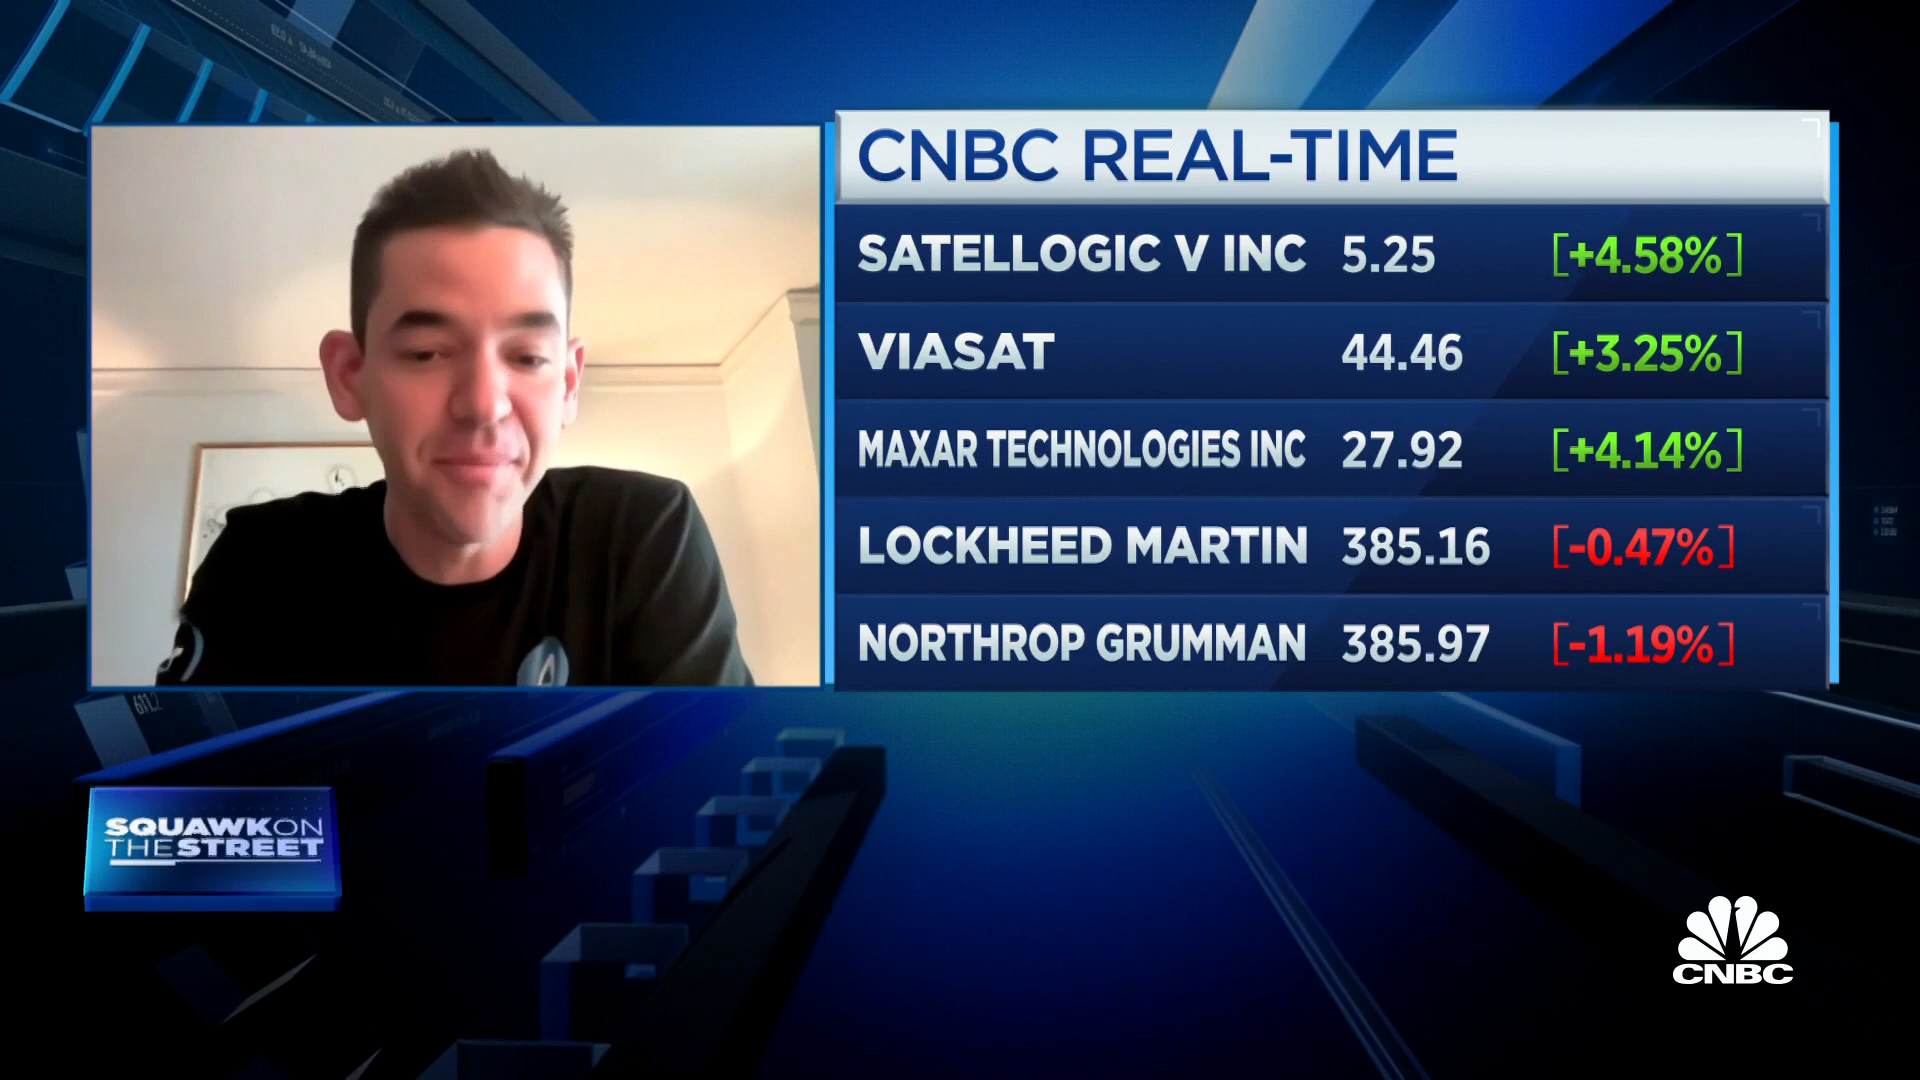 CNBC REAL-TIME
SATELLOGIC V INC 5.25 [+4.58%]
VIASAT 44.46 [+3.25%]
MAXAR TECHNOLOGIES INC 27.92 [+4.14%]
LOCKHEED MARTIN 385.16 [-0.47%]
NORTHROP GRUMMAN 385.97 [-1.19%]
SQUAWK ON
THE STREET
CNBC